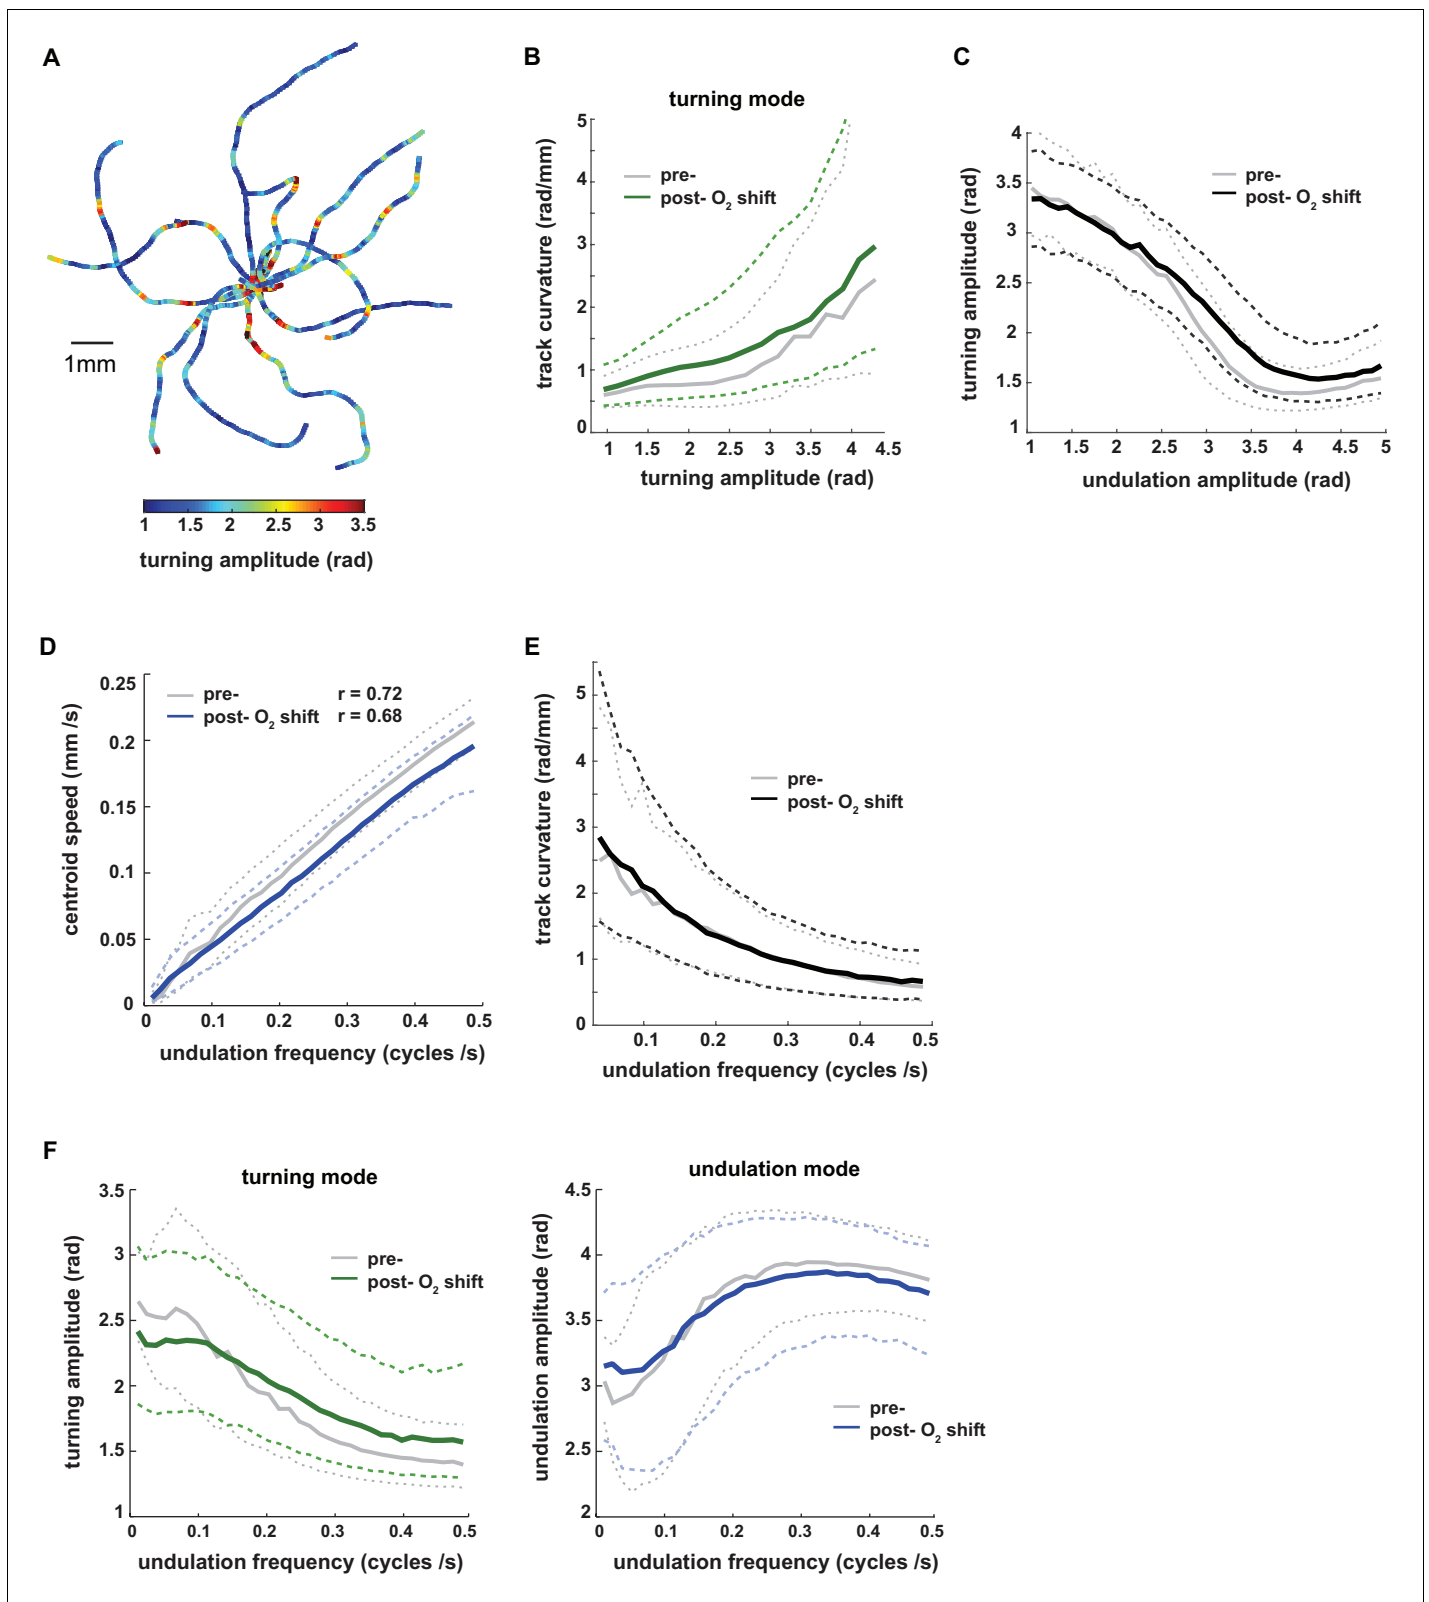 A
1mm
1 1.5 2 2.5 3 3.5
turning amplitude (rad)
B
turning mode
track curvature (rad/mm)
5
4
3
2
1
0
pre-
post- O2 shift
1 1.5 2 2.5 3 3.5 4 4.5
turning amplitude (rad)
C
turning amplitude (rad)
4
3.5
3
2.5
2
1.5
1
pre-
post- O2 shift
1 1.5 2 2.5 3 3.5 4 4.5 5
undulation amplitude (rad)
D
centroid speed (mm /s)
0.25
0.2
0.15
0.1
0.05
0
pre- r = 0.72
post- O2 shift r = 0.68
0 0.1 0.2 0.3 0.4 0.5
undulation frequency (cycles /s)
E
track curvature (rad/mm)
5
4
3
2
1
0
pre-
post- O2 shift
0.1 0.2 0.3 0.4 0.5
undulation frequency (cycles /s)
F
turning mode
turning amplitude (rad)
3.5
3
2.5
2
1.5
1
pre-
post- O2 shift
0 0.1 0.2 0.3 0.4 0.5
undulation frequency (cycles /s)
undulation mode
undulation amplitude (rad)
4.5
4
3.5
3
2.5
2
pre-
post- O2 shift
0 0.1 0.2 0.3 0.4 0.5
undulation frequency (cycles /s)